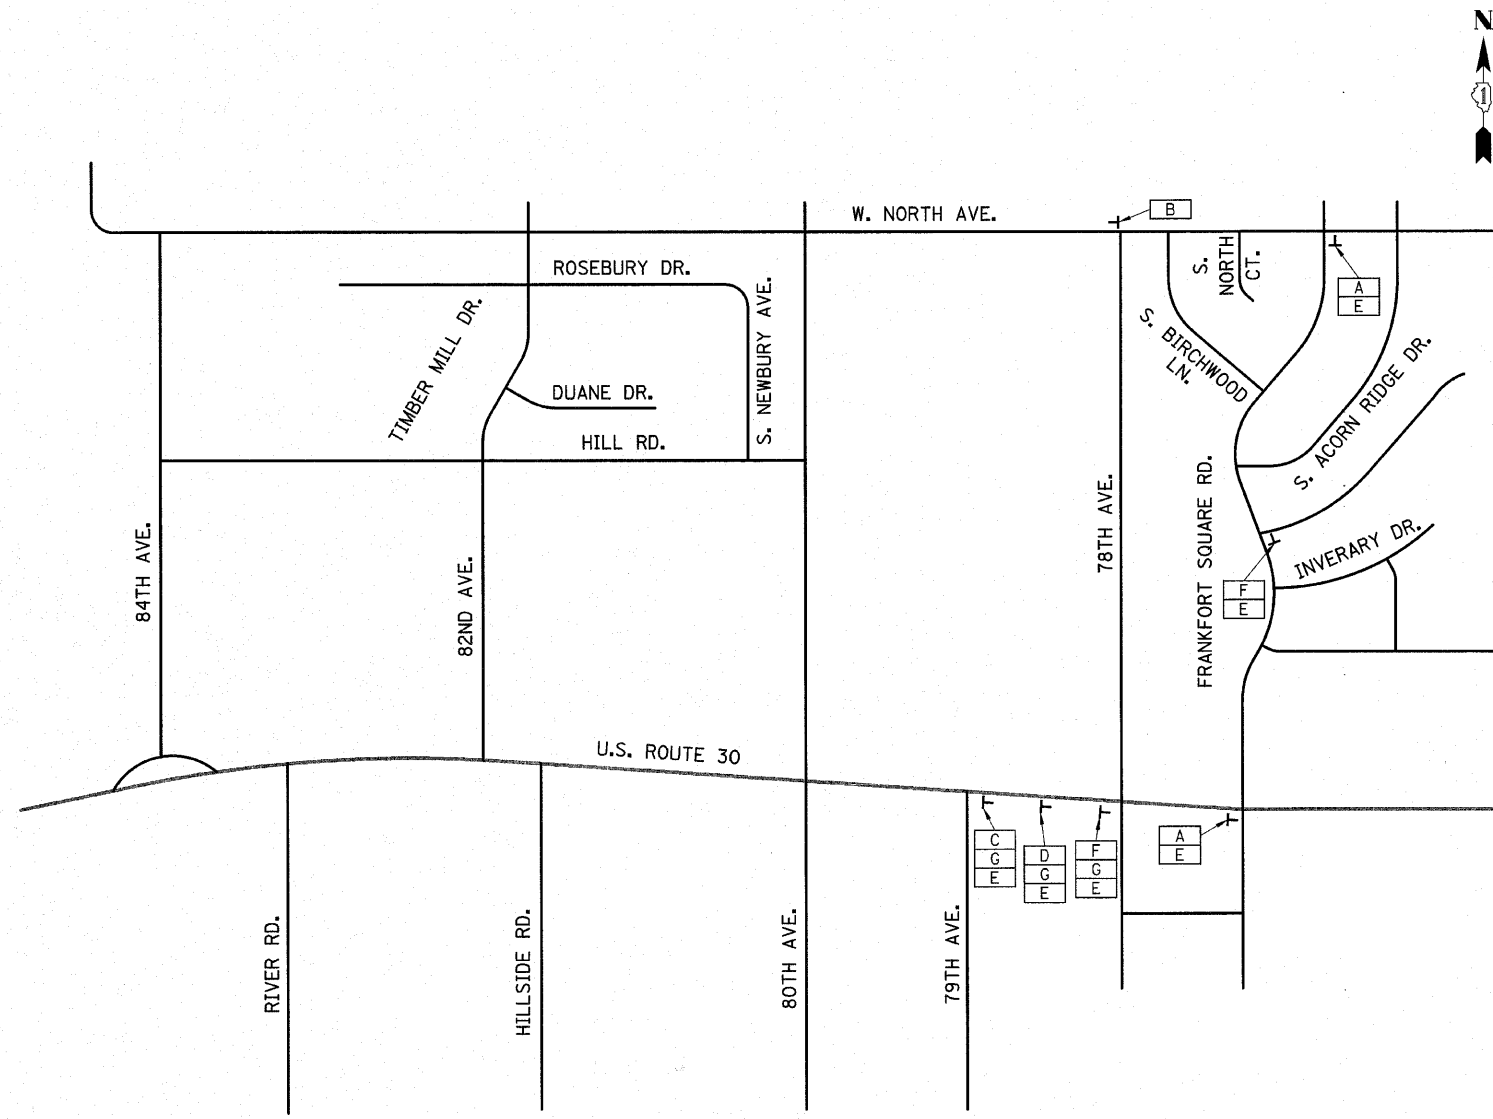 N
1
W. NORTH AVE.
B
S.
NORTH
CT.
ROSEBURY DR.
A
E
TIMBER MILL DR.
S. NEWBURY AVE.
S. BIRCHWOOD
LN.
DUANE DR.
S. ACORN RIDGE DR.
HILL RD.
84TH AVE.
82ND AVE.
78TH AVE.
FRANKFORT SQUARE RD.
INVERARY DR.
F
E
U.S. ROUTE 30
C
G
E
D
G
E
F
G
E
A
E
RIVER RD.
HILLSIDE RD.
80TH AVE.
79TH AVE.